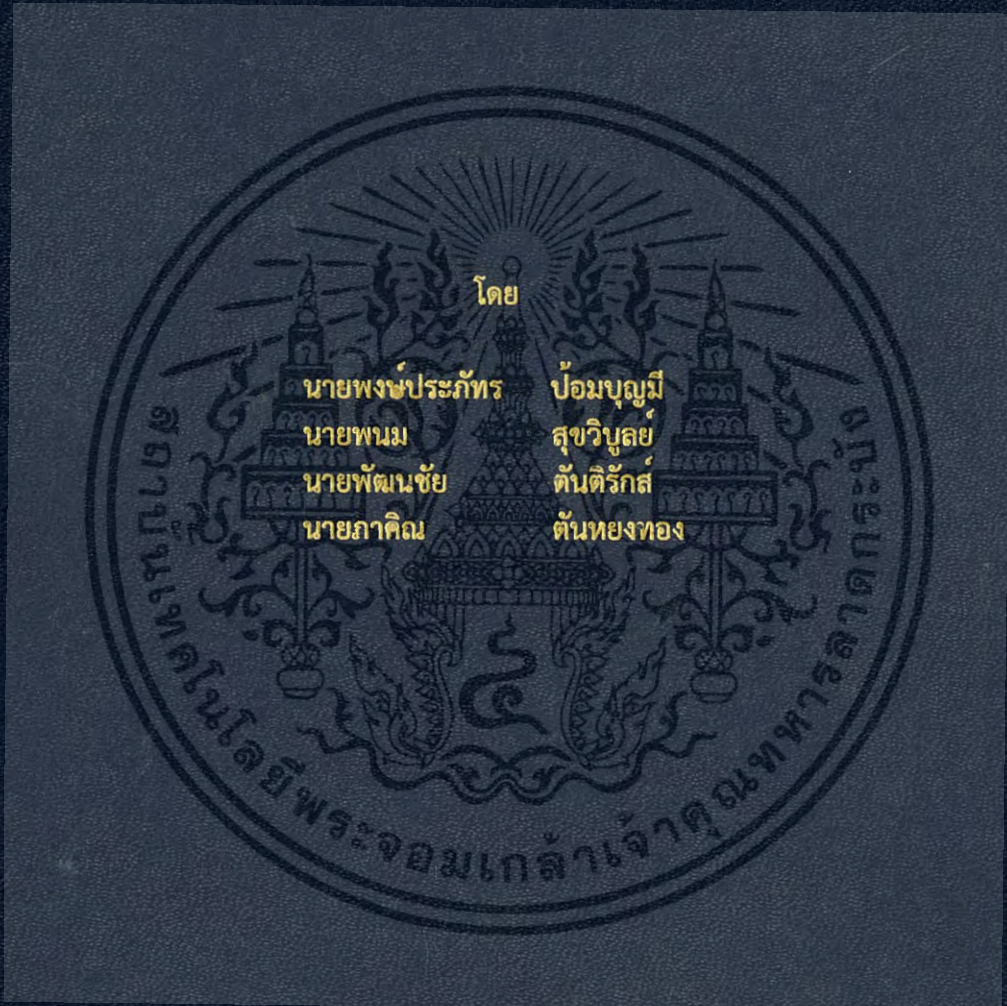 โดย
นายพงษ์ประภัทร ป้อมบุญมี
นายพนม สุขวิบูลย์
นายพัฒนชัย ตันติรักส์
นายภาคิณ ตันหยงทอง
สถาบันเทคโนโลยีพระจอมเกล้าเจ้าคุณทหารลาดกระบัง